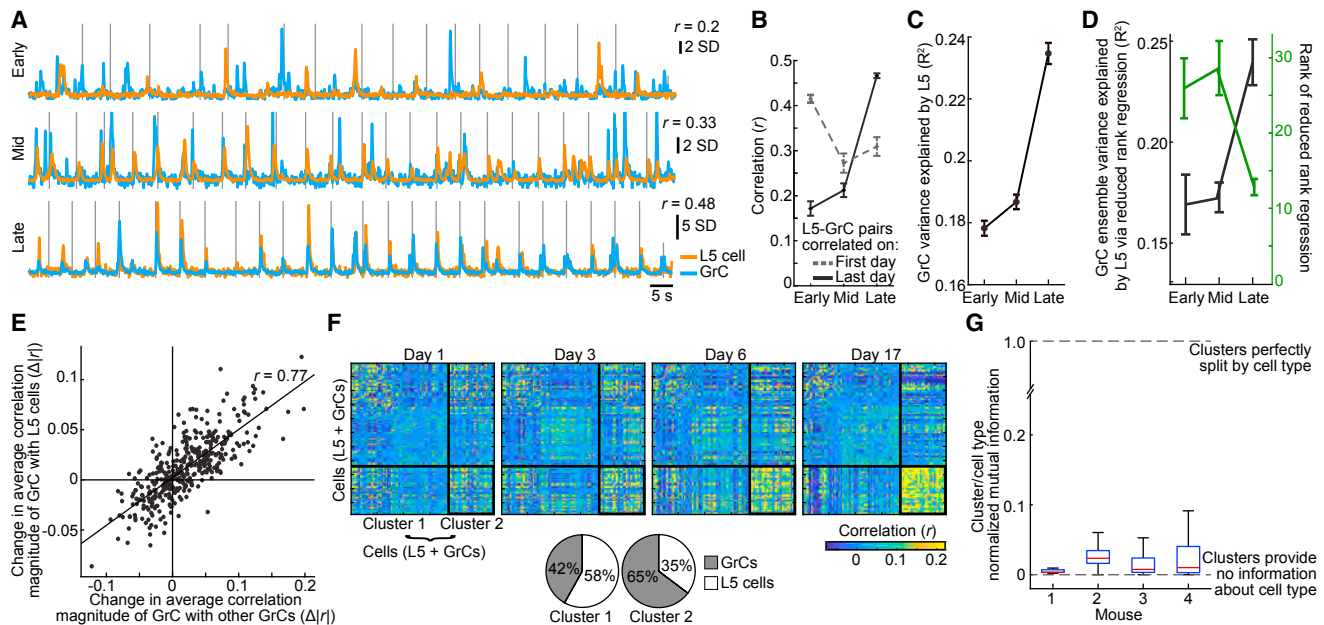 A
Early
r = 0.2
2 SD
Mid
r = 0.33
2 SD
Late
r = 0.48
5 SD
L5 cell
GrC
5 s
B
Correlation (r)
0.5
0.4
0.3
0.2
0.1
0
L5-GrC pairs
correlated on:
First day
Last day
Early Mid Late
C
GrC variance explained by L5 (R²)
0.24
0.22
0.2
0.18
0.16
Early Mid Late
D
GrC ensemble variance explained
by L5 via reduced rank regression (R²)
0.25
0.20
0.15
30
20
10
0
Rank of reduced rank regression
Early Mid Late
E
Change in average correlation
magnitude of GrC with L5 cells (Δ|r|)
0.1
0.05
0
-0.05
r = 0.77
-0.1 0 0.1 0.2
Change in average correlation
magnitude of GrC with other GrCs (Δ|r|)
F
Day 1 Day 3 Day 6 Day 17
Cells (L5 + GrCs)
Cluster 1 Cluster 2
Cells (L5 + GrCs)
42% 58%
Cluster 1
65% 35%
Cluster 2
GrCs
L5 cells
Correlation (r)
0 0.2
G
Cluster/cell type
normalized mutual information
1.0
0.2
0.1
0
Clusters perfectly
split by cell type
Clusters provide
no information
about cell type
1 2 3 4
Mouse